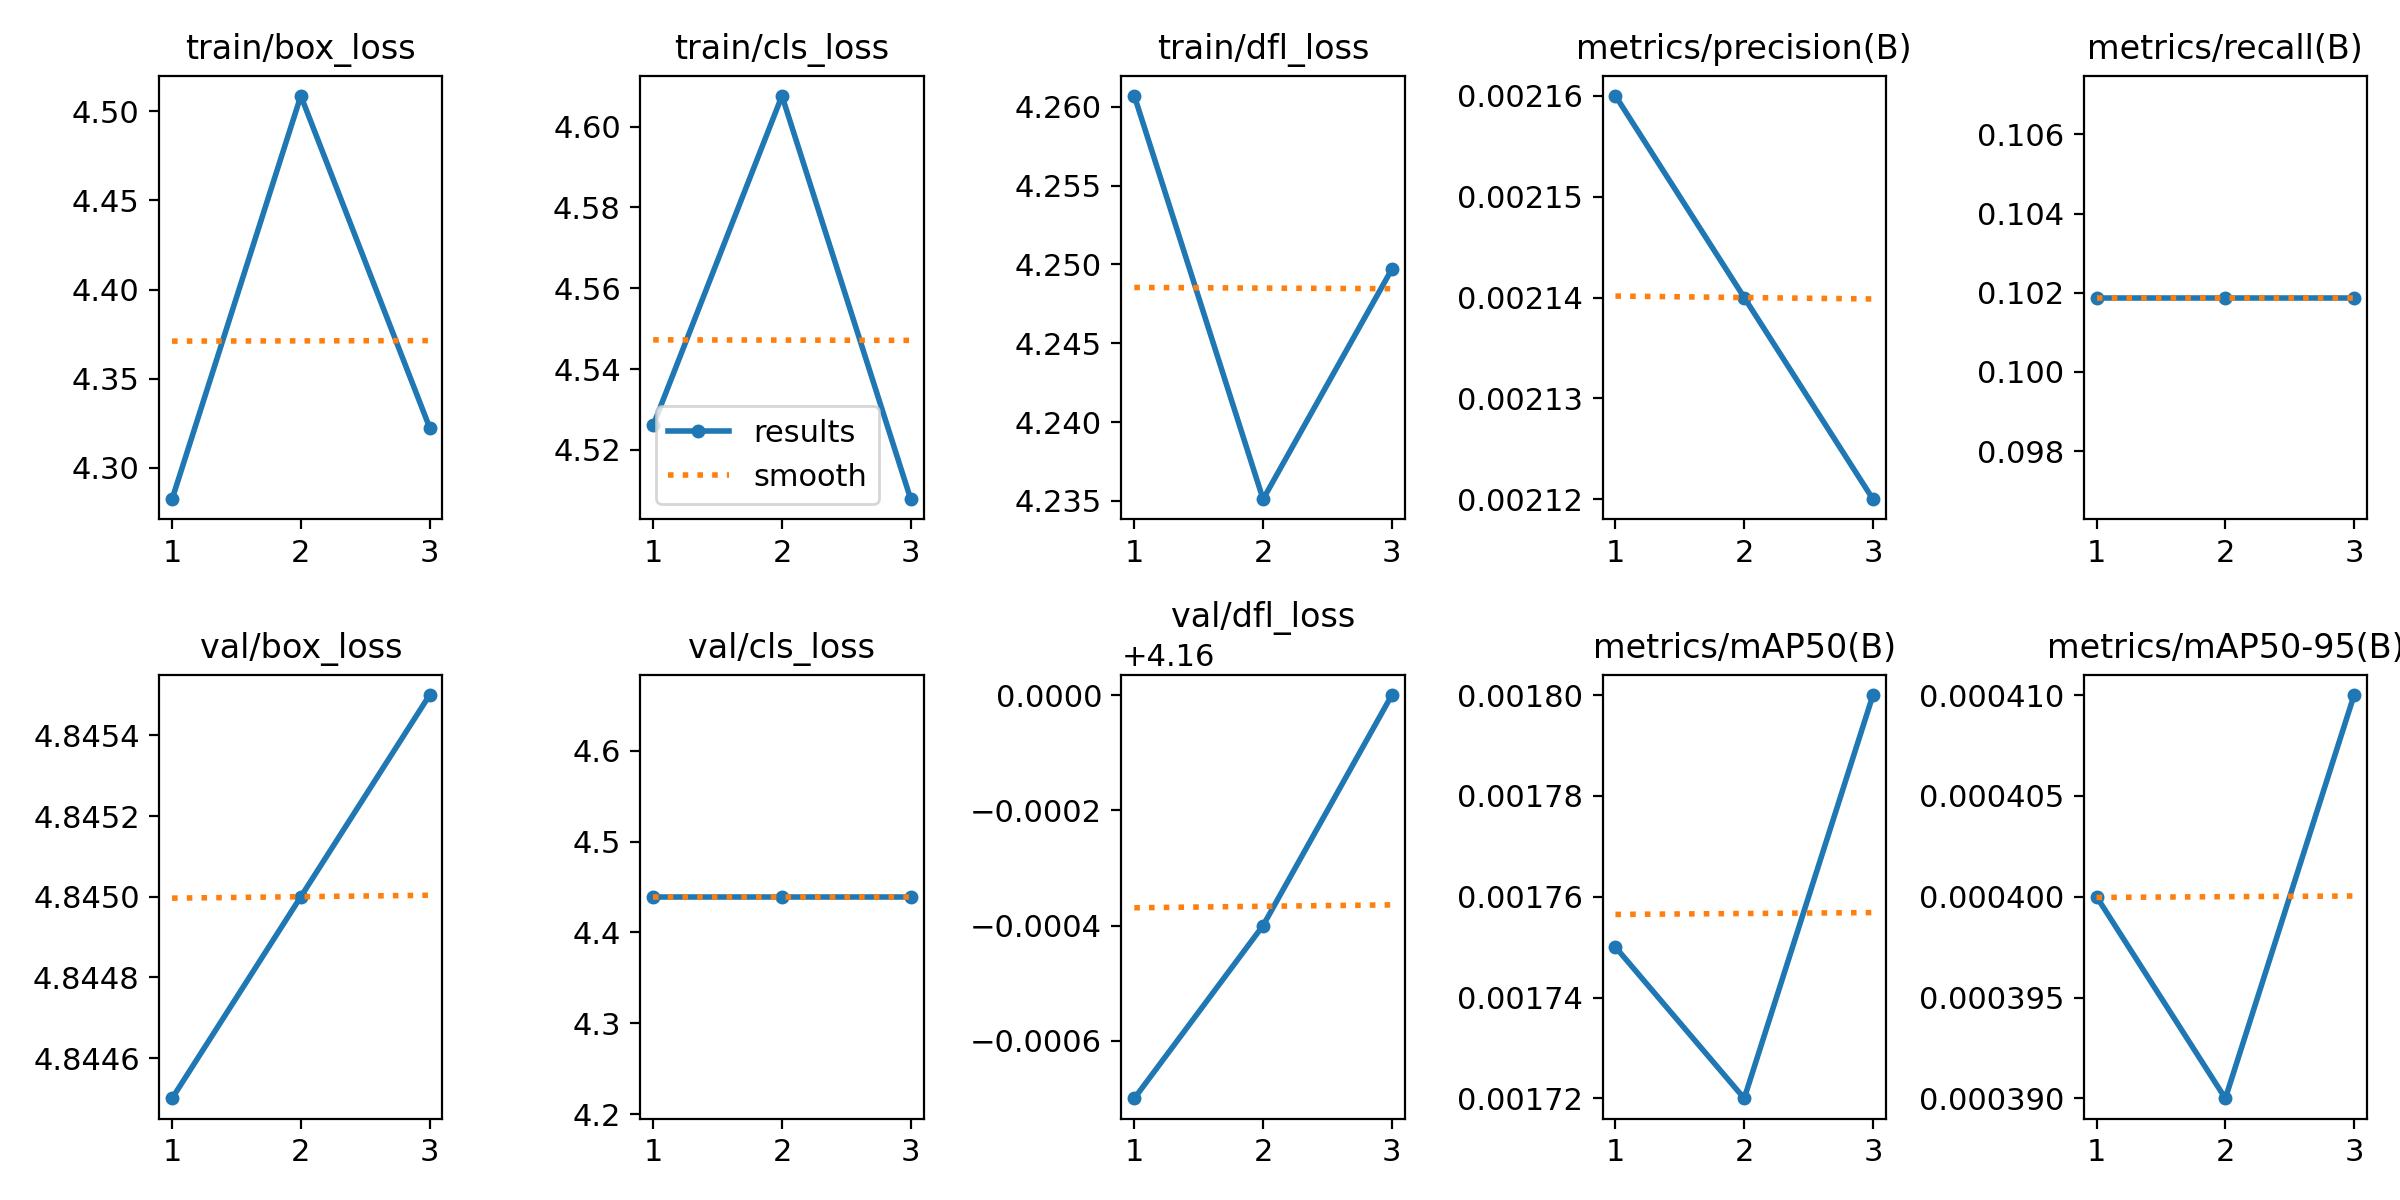 train/box_loss
4.50
4.45
4.40
4.35
4.30
1 2 3
train/cls_loss
4.60
4.58
4.56
4.54
4.52
results
smooth
1 2 3
train/dfl_loss
4.260
4.255
4.250
4.245
4.240
4.235
1 2 3
metrics/precision(B)
0.00216
0.00215
0.00214
0.00213
0.00212
1 2 3
metrics/recall(B)
0.106
0.104
0.102
0.100
0.098
1 2 3
val/box_loss
4.8454
4.8452
4.8450
4.8448
4.8446
1 2 3
val/cls_loss
4.6
4.5
4.4
4.3
4.2
1 2 3
val/dfl_loss
+4.16
0.0000
−0.0002
−0.0004
−0.0006
1 2 3
metrics/mAP50(B)
0.00180
0.00178
0.00176
0.00174
0.00172
1 2 3
metrics/mAP50-95(B)
0.000410
0.000405
0.000400
0.000395
0.000390
1 2 3